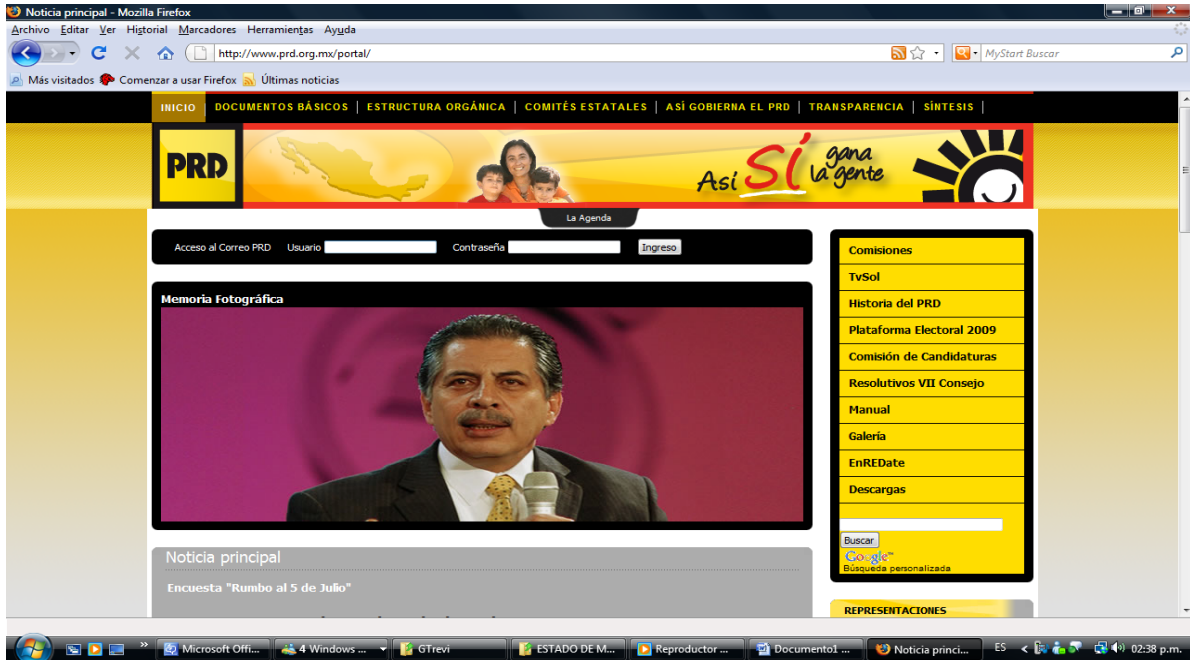 Noticia principal - Mozilla Firefox
Archivo Editar Ver Historial Marcadores Herramientas Ayuda
http://www.prd.org.mx/portal/
MyStart Buscar
Más visitados Comenzar a usar Firefox Últimas noticias
INICIO DOCUMENTOS BÁSICOS | ESTRUCTURA ORGÁNICA | COMITÉS ESTATALES | ASÍ GOBIERNA EL PRD | TRANSPARENCIA | SÍNTESIS |
PRD
Así SÍ gana la gente
La Agenda
Acceso al Correo PRD Usuario Contraseña Ingreso
Memoria Fotográfica
Noticia principal
Encuesta "Rumbo al 5 de Julio"
Comisiones
TvSol
Historia del PRD
Plataforma Electoral 2009
Comisión de Candidaturas
Resolutivos VII Consejo
Manual
Galería
EnREDate
Descargas
Buscar
Google™
Búsqueda personalizada
REPRESENTACIONES
Microsoft Offi... 4 Windows ... GTrevi ESTADO DE M... Reproductor ... Documento1 ... Noticia princi... ES 02:38 p.m.